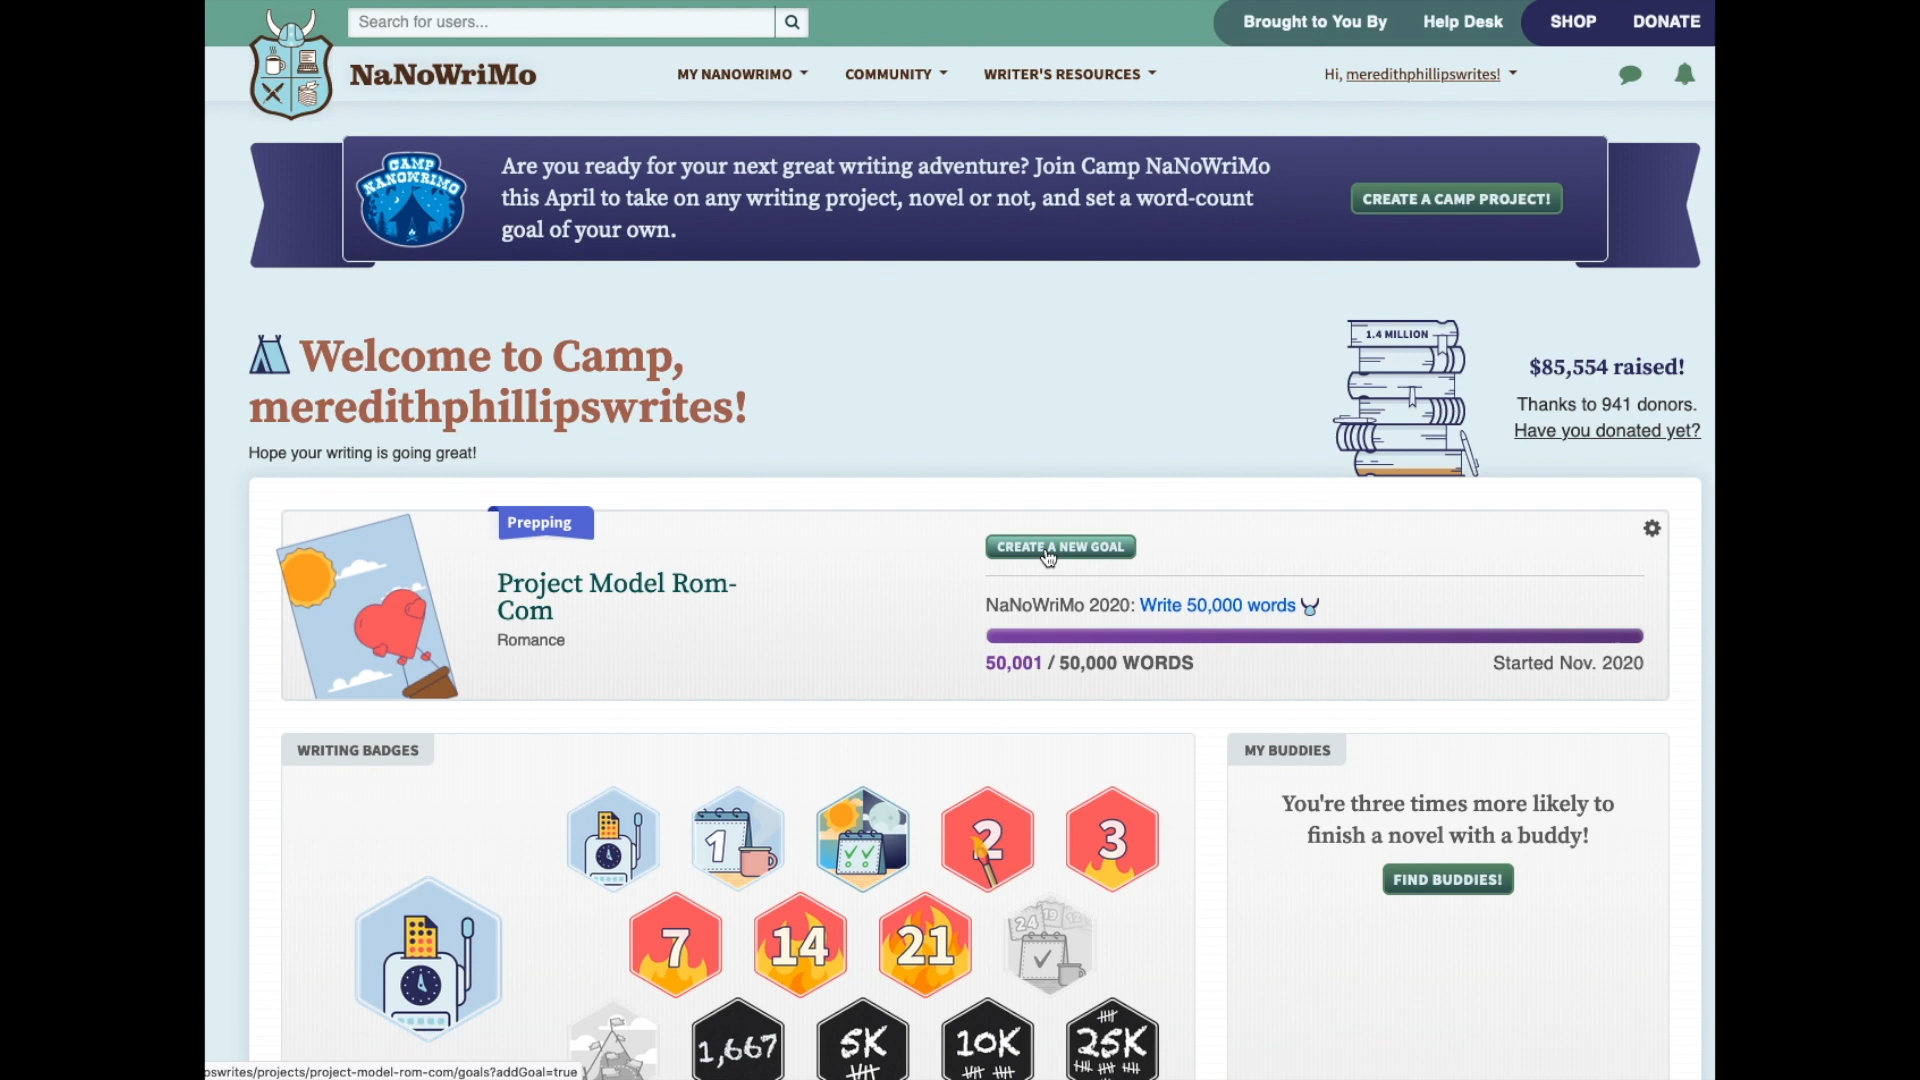 Search for users...
Brought to You By
Help Desk
SHOP
DONATE
NaNoWriMo
MY NANOWRIMO
COMMUNITY
WRITER'S RESOURCES
Hi, meredithphillipswrites!
CAMP
NANOWRIMO
Are you ready for your next great writing adventure? Join Camp NaNoWriMo
this April to take on any writing project, novel or not, and set a word-count
goal of your own.
CREATE A CAMP PROJECT!
Welcome to Camp,
meredithphillipswrites!
Hope your writing is going great!
1.4 MILLION
$85,554 raised!
Thanks to 941 donors.
Have you donated yet?
Prepping
Project Model Rom-
Com
Romance
CREATE A NEW GOAL
NaNoWriMo 2020: Write 50,000 words
50,001 / 50,000 WORDS
Started Nov. 2020
WRITING BADGES
1
2
3
7
14
21
24 19 12
1,667
5K
10K
25K
MY BUDDIES
You're three times more likely to
finish a novel with a buddy!
FIND BUDDIES!
oswrites/projects/project-model-rom-com/goals?addGoal=true